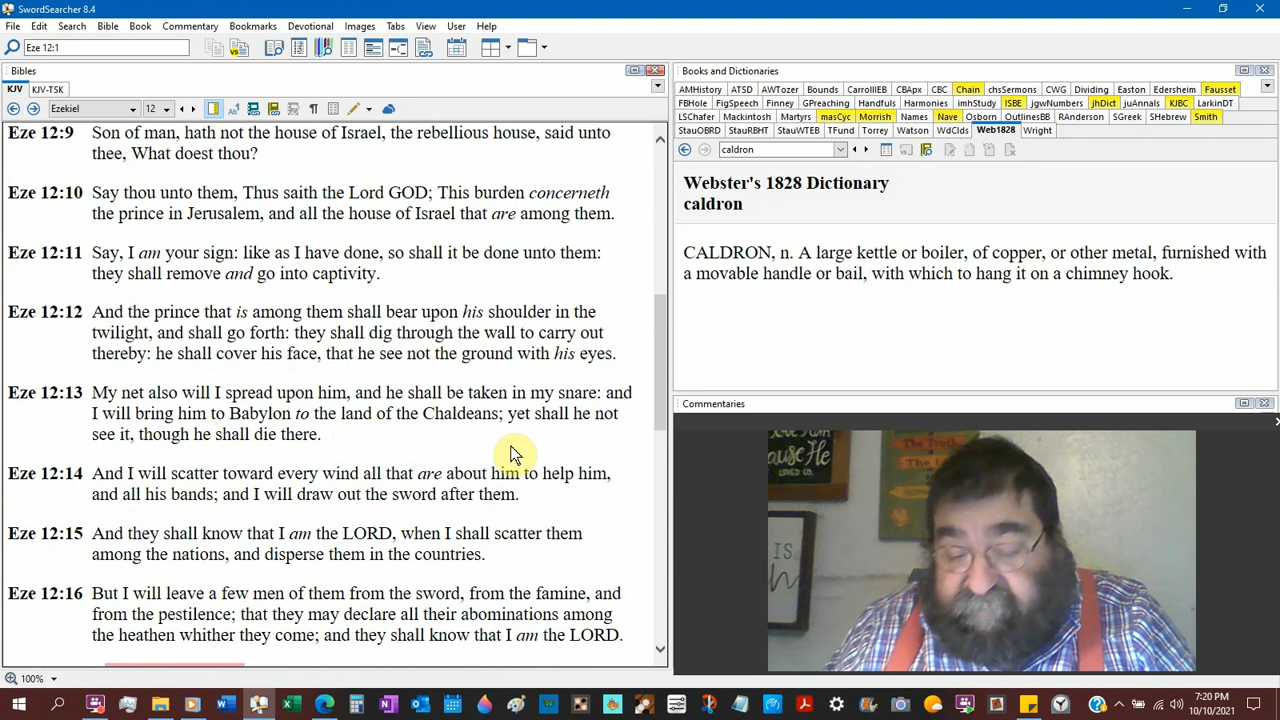 SwordSearcher 8.4
File Edit Search Bible Book Commentary Bookmarks Devotional Images Tabs View User Help
Eze 12:1
VS
Bibles
KJV KJV-TSK
Ezekiel 12
Eze 12:9 Son of man, hath not the house of Israel, the rebellious house, said unto
thee, What doest thou?
Eze 12:10 Say thou unto them, Thus saith the Lord GOD; This burden concerneth
the prince in Jerusalem, and all the house of Israel that are among them.
Eze 12:11 Say, I am your sign: like as I have done, so shall it be done unto them:
they shall remove and go into captivity.
Eze 12:12 And the prince that is among them shall bear upon his shoulder in the
twilight, and shall go forth: they shall dig through the wall to carry out
thereby: he shall cover his face, that he see not the ground with his eyes.
Eze 12:13 My net also will I spread upon him, and he shall be taken in my snare: and
I will bring him to Babylon to the land of the Chaldeans; yet shall he not
see it, though he shall die there.
Eze 12:14 And I will scatter toward every wind all that are about him to help him,
and all his bands; and I will draw out the sword after them.
Eze 12:15 And they shall know that I am the LORD, when I shall scatter them
among the nations, and disperse them in the countries.
Eze 12:16 But I will leave a few men of them from the sword, from the famine, and
from the pestilence; that they may declare all their abominations among
the heathen whither they come; and they shall know that I am the LORD.
100%
Books and Dictionaries
AMHistory ATSD AWTozer Bounds CarrollIEB CBApx CBC Chain chsSermons CWG Dividing Easton Edersheim Fausset
FBHole FigSpeech Finney GPreaching Handfuls Harmonies imhStudy ISBE jgwNumbers jhDict juAnnals KJBC LarkinDT
LSChafer Mackintosh Martyrs masCyc Morrish Names Nave Osborn OutlinesBB RAnderson SGreek SHebrew Smith
StauOBRD StauRBHT StauWTEB TFund Torrey Watson WdClds Web1828 Wright
caldron
Webster's 1828 Dictionary
caldron
CALDRON, n. A large kettle or boiler, of copper, or other metal, furnished with
a movable handle or bail, with which to hang it on a chimney hook.
Commentaries
cause He
LOVED US.
The Truth
IS
7:20 PM
10/10/2021